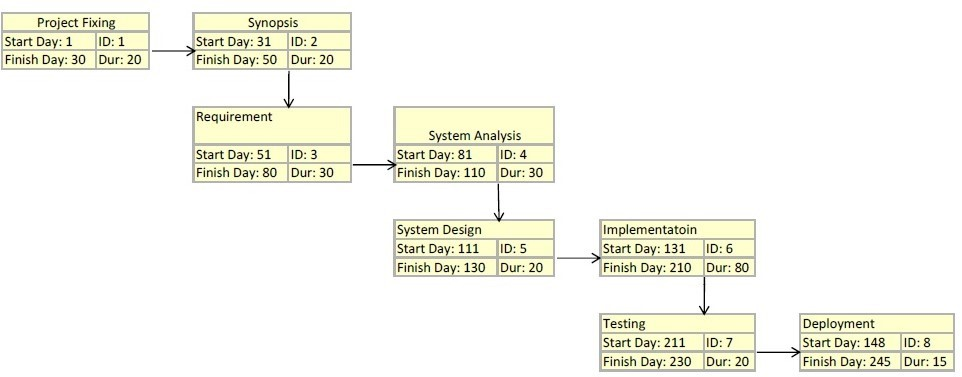 Project Fixing
Start Day: 1 ID: 1
Finish Day: 30 Dur: 20
Synopsis
Start Day: 31 ID: 2
Finish Day: 50 Dur: 20
Requirement
Start Day: 51 ID: 3
Finish Day: 80 Dur: 30
System Analysis
Start Day: 81 ID: 4
Finish Day: 110 Dur: 30
System Design
Start Day: 111 ID: 5
Finish Day: 130 Dur: 20
Implementatoin
Start Day: 131 ID: 6
Finish Day: 210 Dur: 80
Testing
Start Day: 211 ID: 7
Finish Day: 230 Dur: 20
Deployment
Start Day: 148 ID: 8
Finish Day: 245 Dur: 15